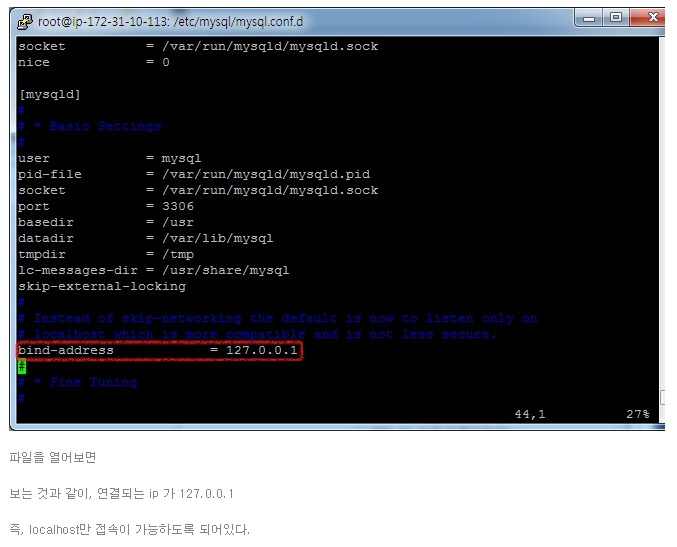 root@ip-172-31-10-113: /etc/mysql/mysql.conf.d
socket = /var/run/mysqld/mysqld.sock
nice = 0
[mysqld]
#
# * Basic Settings
#
user = mysql
pid-file = /var/run/mysqld/mysqld.pid
socket = /var/run/mysqld/mysqld.sock
port = 3306
basedir = /usr
datadir = /var/lib/mysql
tmpdir = /tmp
lc-messages-dir = /usr/share/mysql
skip-external-locking
#
# Instead of skip-networking the default is now to listen only on
# localhost which is more compatible and is not less secure.
bind-address = 127.0.0.1
#
# * Fine Tuning
#
44,1 27%
파일을 열어보면
보는 것과 같이, 연결되는 ip 가 127.0.0.1
즉, localhost만 접속이 가능하도록 되어있다.